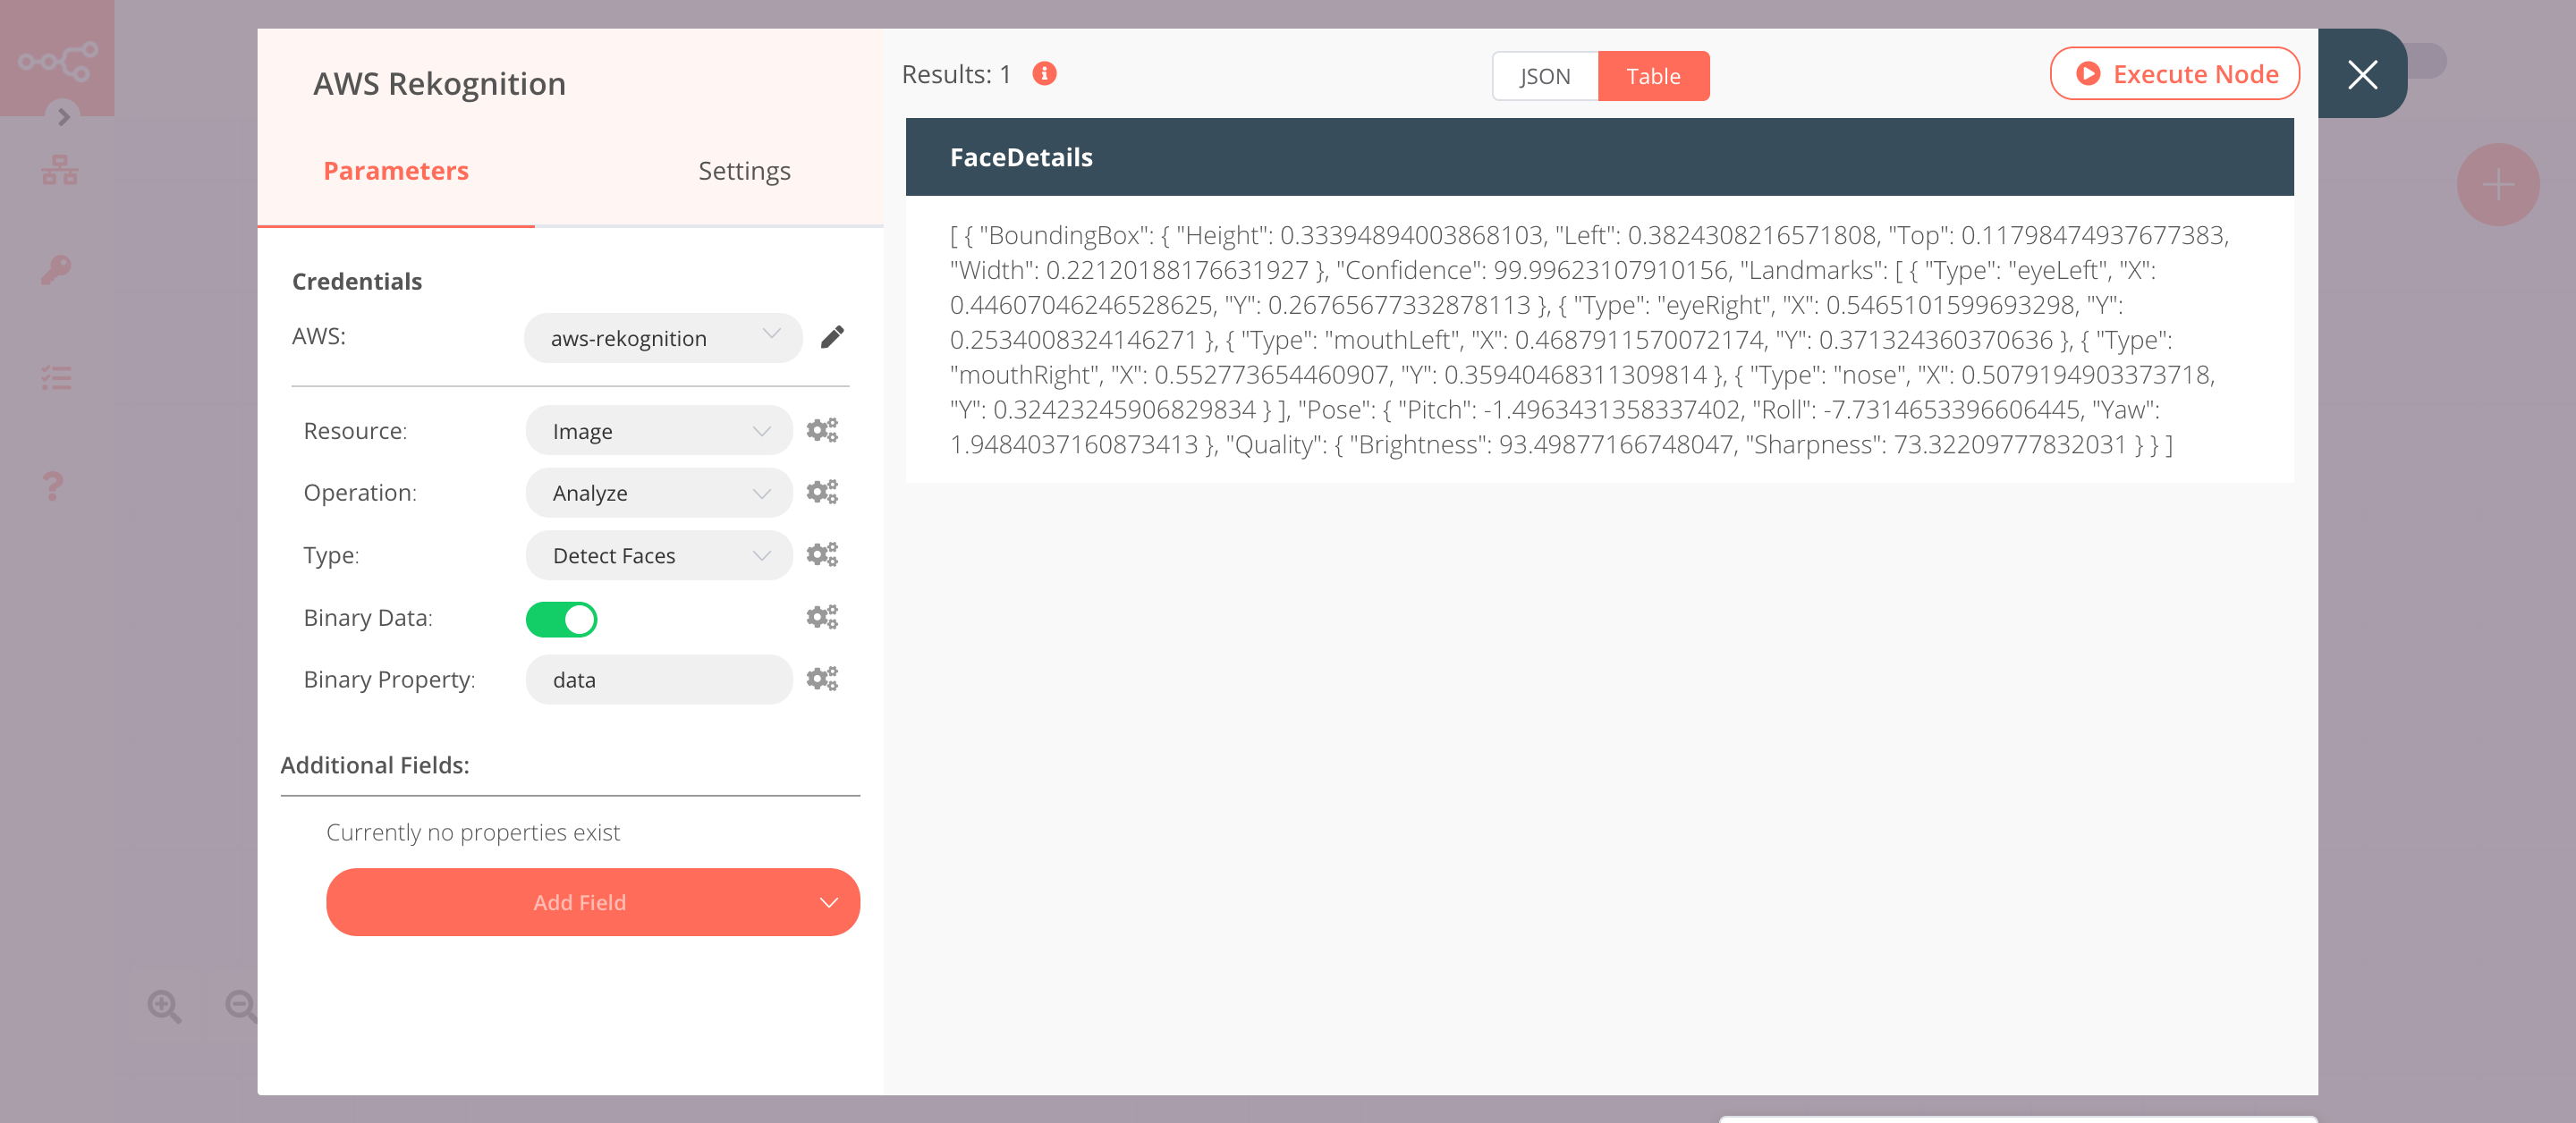 AWS Rekognition
Parameters
Settings
Credentials
AWS:
aws-rekognition
Resource:
Image
Operation:
Analyze
Type:
Detect Faces
Binary Data:
Binary Property:
data
Additional Fields:
Currently no properties exist
Add Field
Results: 1
JSON
Table
Execute Node
FaceDetails
[ { "BoundingBox": { "Height": 0.33394894003868103, "Left": 0.3824308216571808, "Top": 0.11798474937677383,
"Width": 0.22120188176631927 }, "Confidence": 99.99623107910156, "Landmarks": [ { "Type": "eyeLeft", "X":
0.44607046246528625, "Y": 0.26765677332878113 }, { "Type": "eyeRight", "X": 0.5465101599693298, "Y":
0.2534008324146271 }, { "Type": "mouthLeft", "X": 0.4687911570072174, "Y": 0.371324360370636 }, { "Type":
"mouthRight", "X": 0.552773654460907, "Y": 0.35940468311309814 }, { "Type": "nose", "X": 0.5079194903373718,
"Y": 0.32423245906829834 } ], "Pose": { "Pitch": -1.4963431358337402, "Roll": -7.7314653396606445, "Yaw":
1.9484037160873413 }, "Quality": { "Brightness": 93.49877166748047, "Sharpness": 73.32209777832031 } } ]